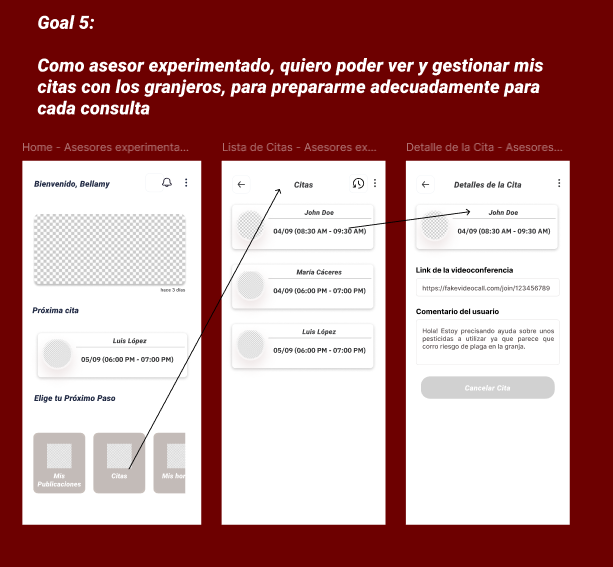 Goal 5:
Como asesor experimentado, quiero poder ver y gestionar mis
citas con los granjeros, para prepararme adecuadamente para
cada consulta
Home - Asesores experimenta...
Bienvenido, Bellamy
hace 3 días
Próxima cita
Luis López
05/09 (06:00 PM - 07:00 PM)
Elige tu Próximo Paso
Mis
Publicaciones
Citas
Mis hor
Lista de Citas - Asesores ex...
Citas
John Doe
04/09 (08:30 AM - 09:30 AM)
María Cáceres
04/09 (06:00 PM - 07:00 PM)
Luis López
05/09 (06:00 PM - 07:00 PM)
Detalle de la Cita - Asesores...
Detalles de la Cita
John Doe
04/09 (08:30 AM - 09:30 AM)
Link de la videoconferencia
https://fakevideocall.com/join/123456789
Comentario del usuario
Hola! Estoy precisando ayuda sobre unos
pesticidas a utilizar ya que parece que
corro riesgo de plaga en la granja.
Cancelar Cita